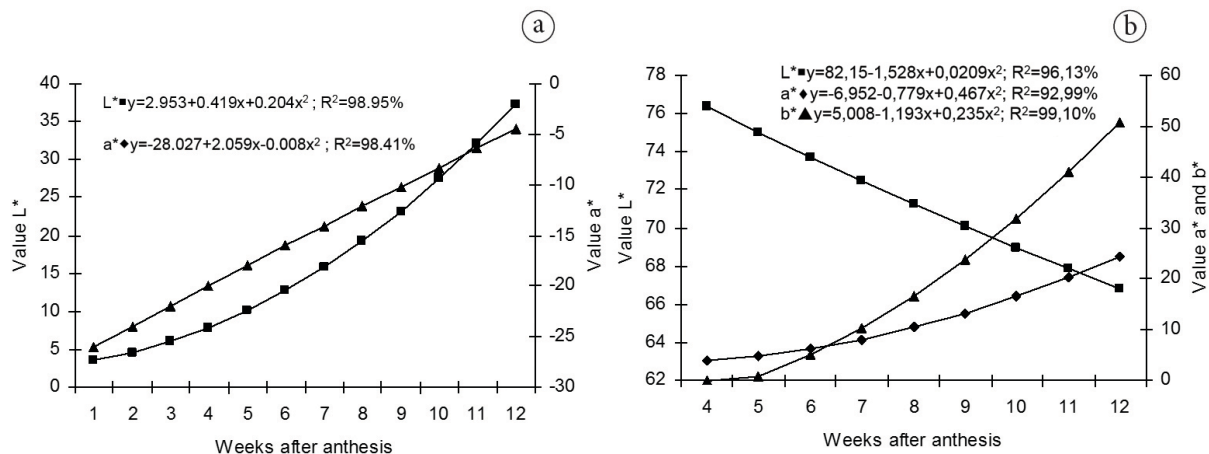 a
L*■y=2.953+0.419x+0.204x²; R²=98.95%
a*◆y=-28.027+2.059x-0.008x²; R²=98.41%
40
35
30
25
20
15
10
5
0
Value L*
0
-5
-10
-15
-20
-25
-30
Value a*
1 2 3 4 5 6 7 8 9 10 11 12
Weeks after anthesis
b
L*■y=82,15-1,528x+0,0209x²; R²=96,13%
a*◆y=-6,952-0,779x+0,467x²; R²=92,99%
b*▲y=5,008-1,193x+0,235x²; R²=99,10%
78
76
74
72
70
68
66
64
62
Value L*
60
50
40
30
20
10
0
Value a* and b*
4 5 6 7 8 9 10 11 12
Weeks after anthesis